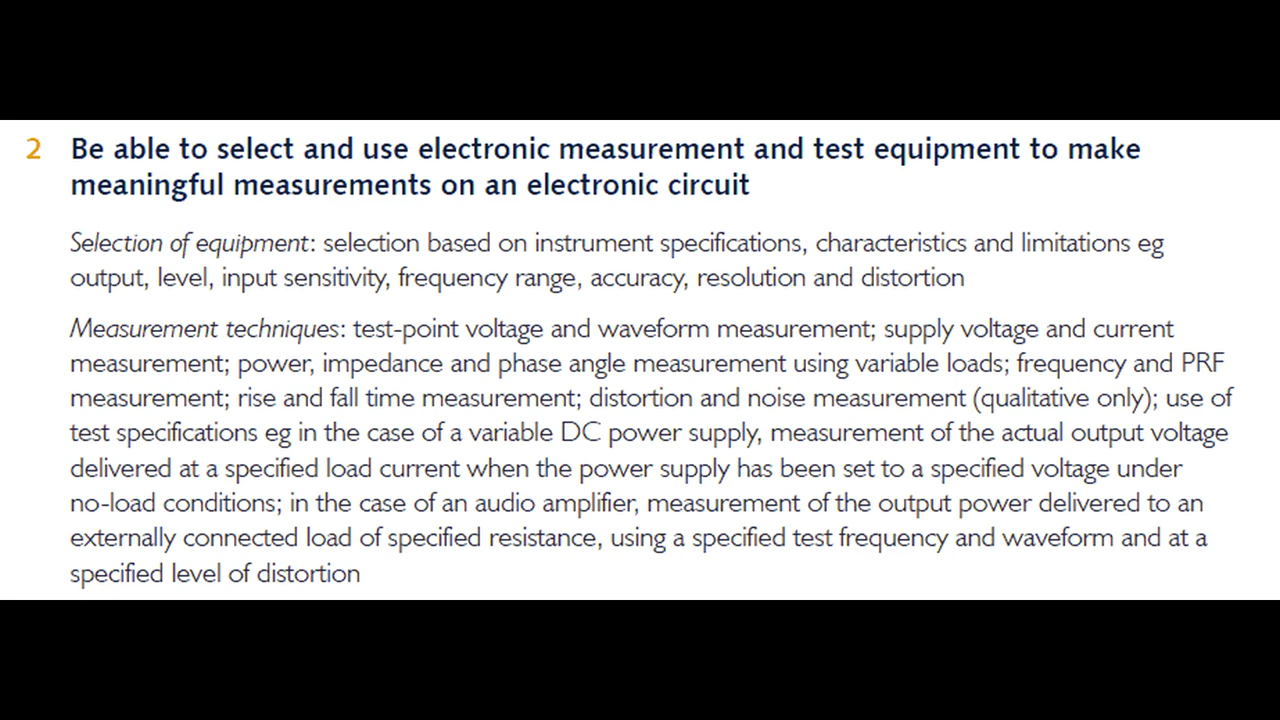 2 Be able to select and use electronic measurement and test equipment to make
meaningful measurements on an electronic circuit
Selection of equipment: selection based on instrument specifications, characteristics and limitations eg
output, level, input sensitivity, frequency range, accuracy, resolution and distortion
Measurement techniques: test-point voltage and waveform measurement; supply voltage and current
measurement; power, impedance and phase angle measurement using variable loads; frequency and PRF
measurement; rise and fall time measurement; distortion and noise measurement (qualitative only); use of
test specifications eg in the case of a variable DC power supply, measurement of the actual output voltage
delivered at a specified load current when the power supply has been set to a specified voltage under
no-load conditions; in the case of an audio amplifier, measurement of the output power delivered to an
externally connected load of specified resistance, using a specified test frequency and waveform and at a
specified level of distortion